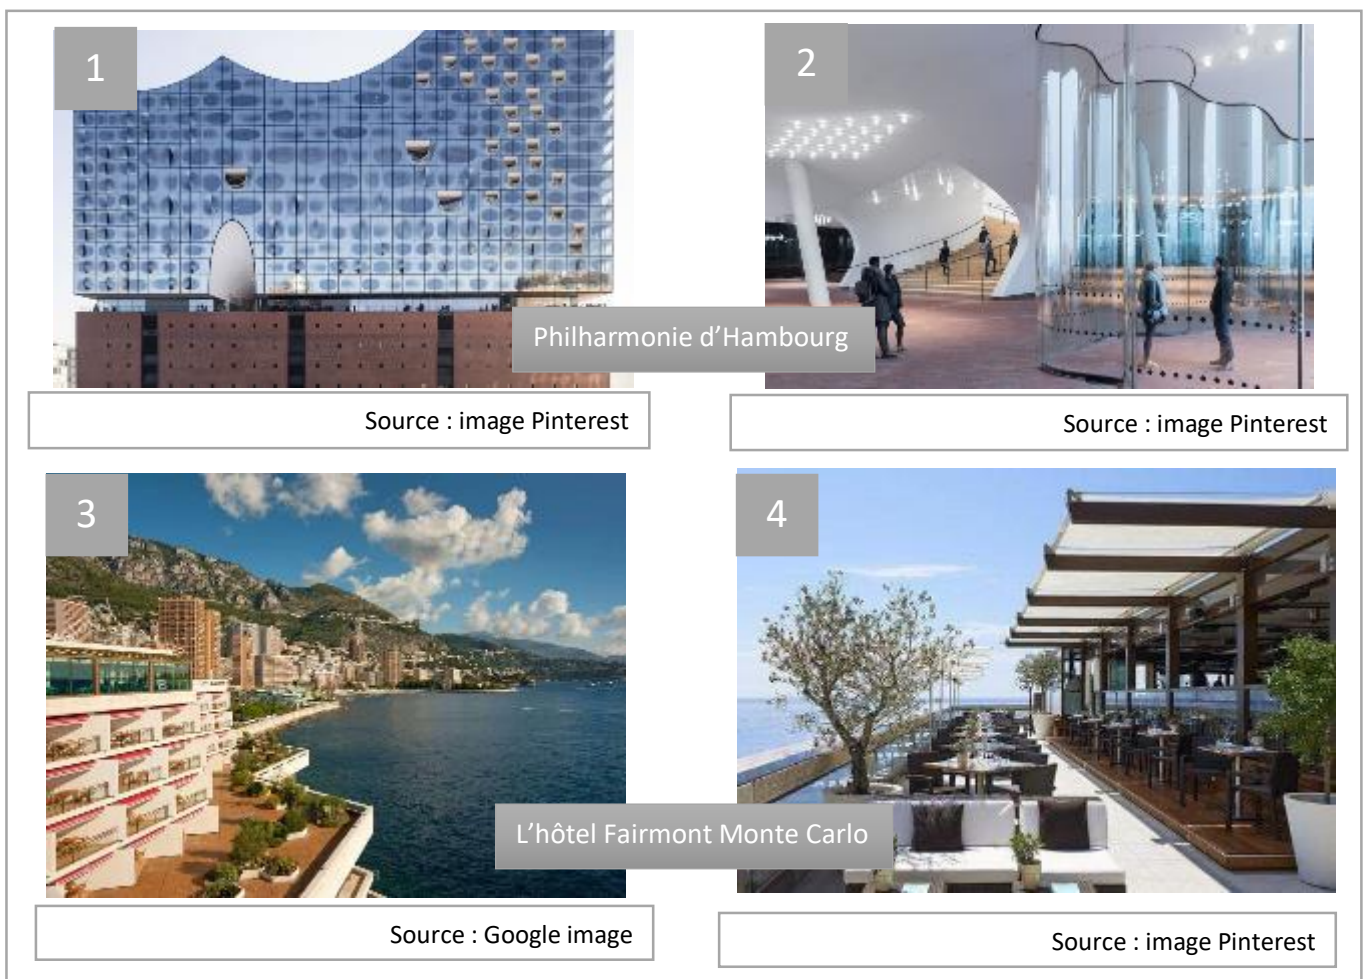 1
2
Philharmonie d’Hambourg
Source : image Pinterest
Source : image Pinterest
3
4
L’hôtel Fairmont Monte Carlo
Source : Google image
Source : image Pinterest